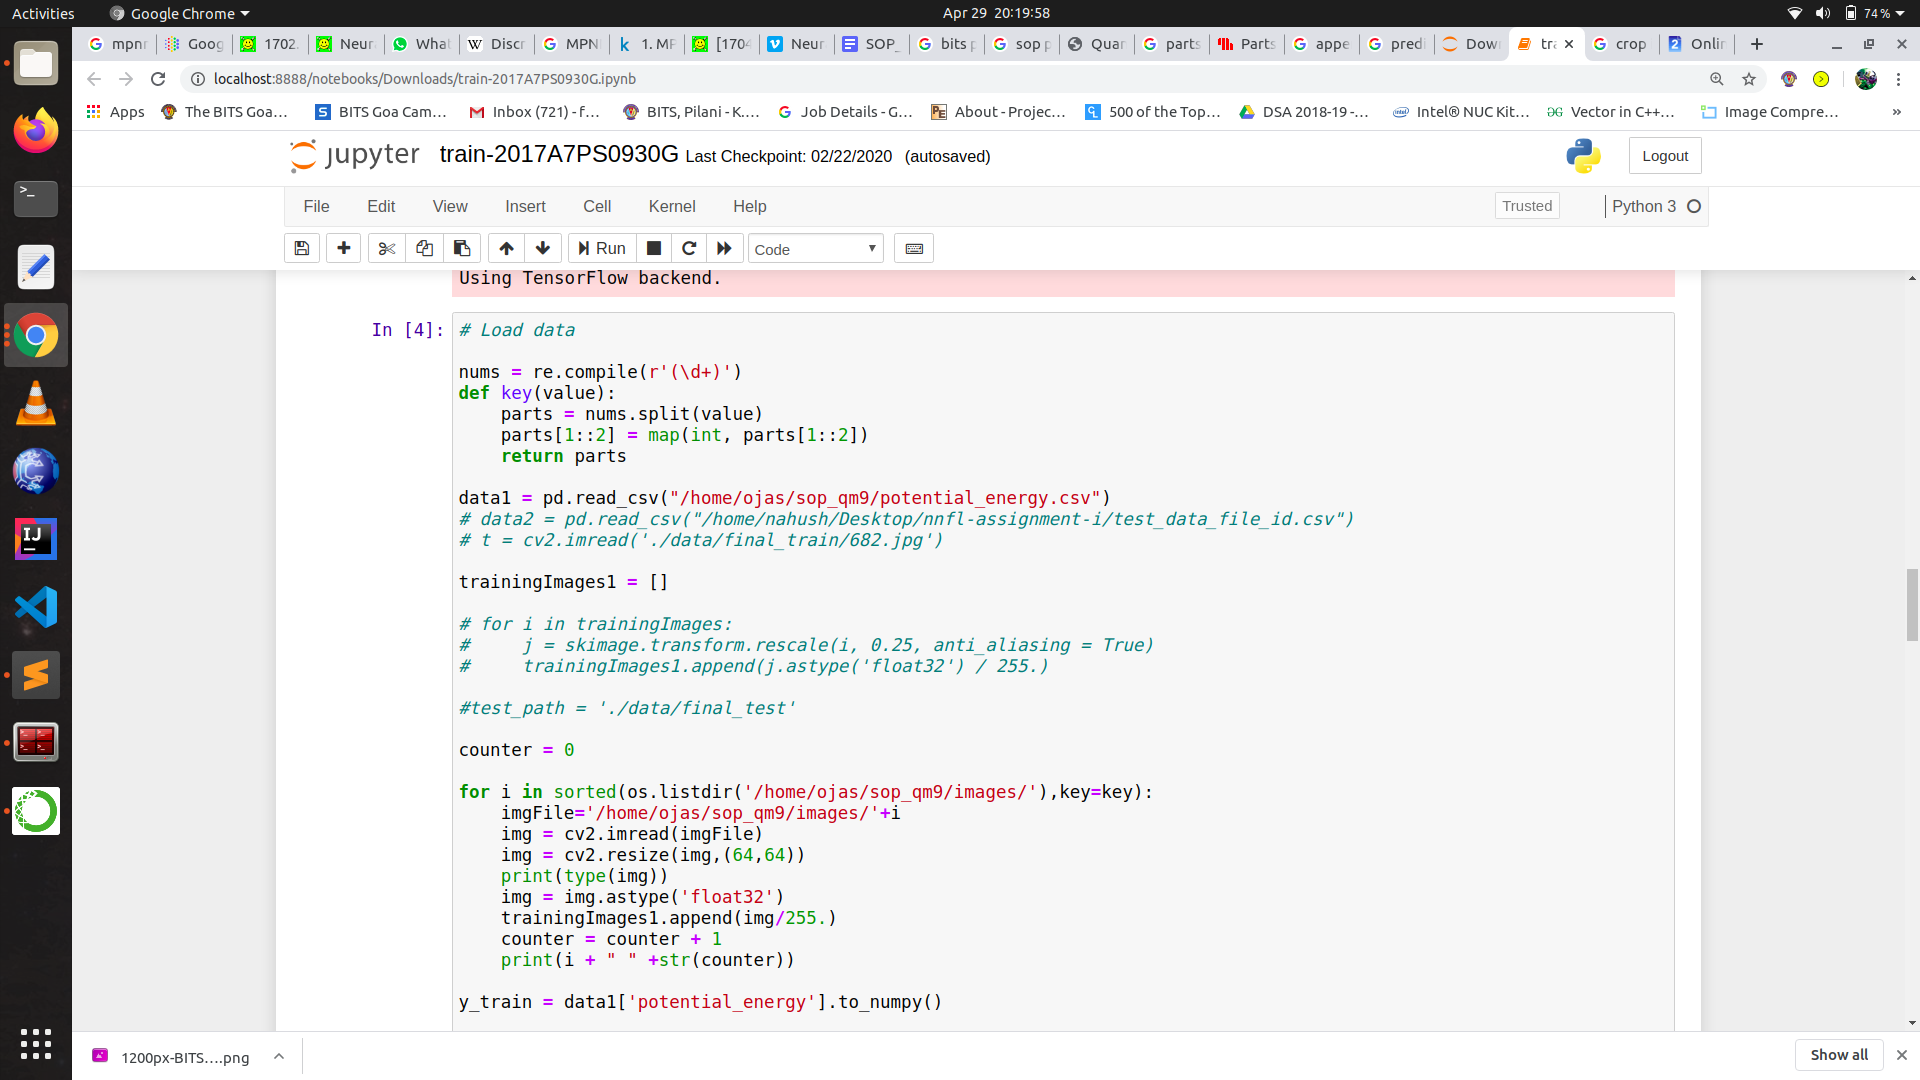 Activities
Google Chrome
Apr 29  20:19:58
74 %
mpnr
Goog
1702.
Neur
What
Discr
MPN
1. MP
[1704
Neur
SOP_
bits p
sop p
Quar
parts
Parts
appe
predi
Dow
tra
crop
Onlin
localhost:8888/notebooks/Downloads/train-2017A7PS0930G.ipynb
Apps
The BITS Goa...
BITS Goa Cam...
Inbox (721) - f...
BITS, Pilani - K...
Job Details - G...
About - Projec...
500 of the Top...
DSA 2018-19 -...
Intel® NUC Kit...
Vector in C++...
Image Compre...
»
jupyter
train-2017A7PS0930G Last Checkpoint: 02/22/2020 (autosaved)
Logout
File Edit View Insert Cell Kernel Help
Trusted
Python 3
Run
Code
Using TensorFlow backend.
In [4]:
# Load data
nums = re.compile(r'(\d+)')
def key(value):
    parts = nums.split(value)
    parts[1::2] = map(int, parts[1::2])
    return parts
data1 = pd.read_csv("/home/ojas/sop_qm9/potential_energy.csv")
# data2 = pd.read_csv("/home/nahush/Desktop/nnfl-assignment-i/test_data_file_id.csv")
# t = cv2.imread('./data/final_train/682.jpg')
trainingImages1 = []
# for i in trainingImages:
#     j = skimage.transform.rescale(i, 0.25, anti_aliasing = True)
#     trainingImages1.append(j.astype('float32') / 255.)
#test_path = './data/final_test'
counter = 0
for i in sorted(os.listdir('/home/ojas/sop_qm9/images/'),key=key):
    imgFile='/home/ojas/sop_qm9/images/'+i
    img = cv2.imread(imgFile)
    img = cv2.resize(img,(64,64))
    print(type(img))
    img = img.astype('float32')
    trainingImages1.append(img/255.)
    counter = counter + 1
    print(i + " " +str(counter))
y_train = data1['potential_energy'].to_numpy()
1200px-BITS....png
Show all